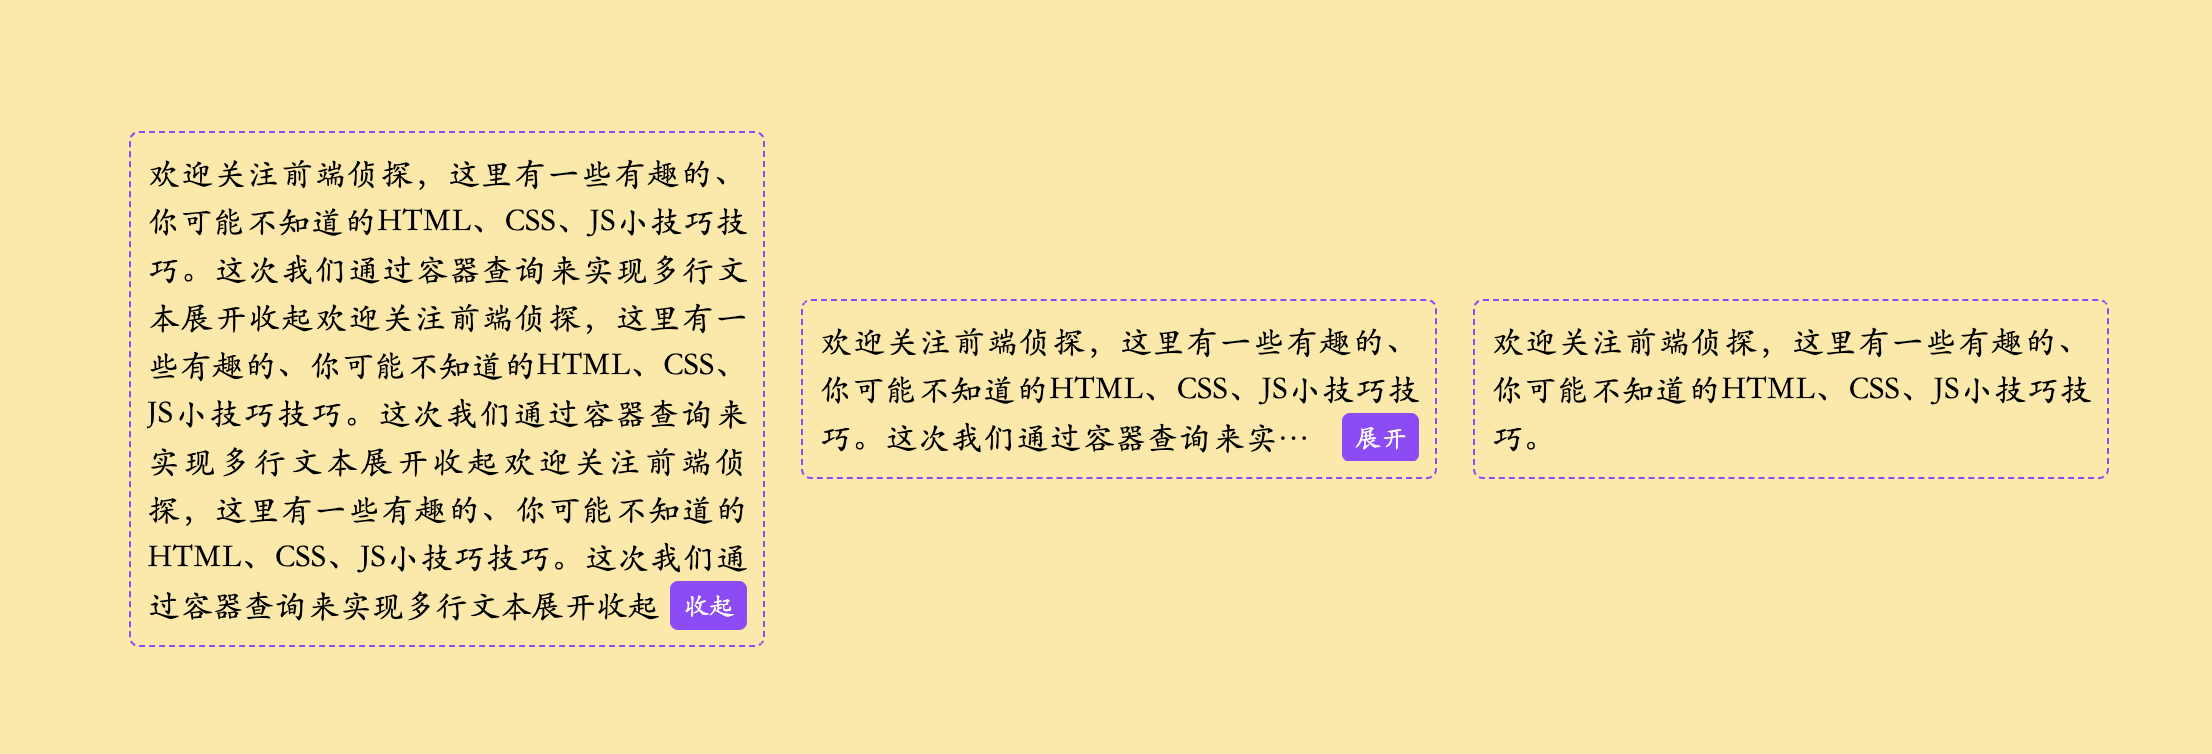 欢迎关注前端侦探，这里有一些有趣的、
你可能不知道的HTML、CSS、JS小技巧技
巧。这次我们通过容器查询来实现多行文
本展开收起欢迎关注前端侦探，这里有一
些有趣的、你可能不知道的HTML、CSS、
JS小技巧技巧。这次我们通过容器查询来
实现多行文本展开收起欢迎关注前端侦
探，这里有一些有趣的、你可能不知道的
HTML、CSS、JS小技巧技巧。这次我们通
过容器查询来实现多行文本展开收起 收起
欢迎关注前端侦探，这里有一些有趣的、
你可能不知道的HTML、CSS、JS小技巧技
巧。这次我们通过容器查询来实… 展开
欢迎关注前端侦探，这里有一些有趣的、
你可能不知道的HTML、CSS、JS小技巧技
巧。